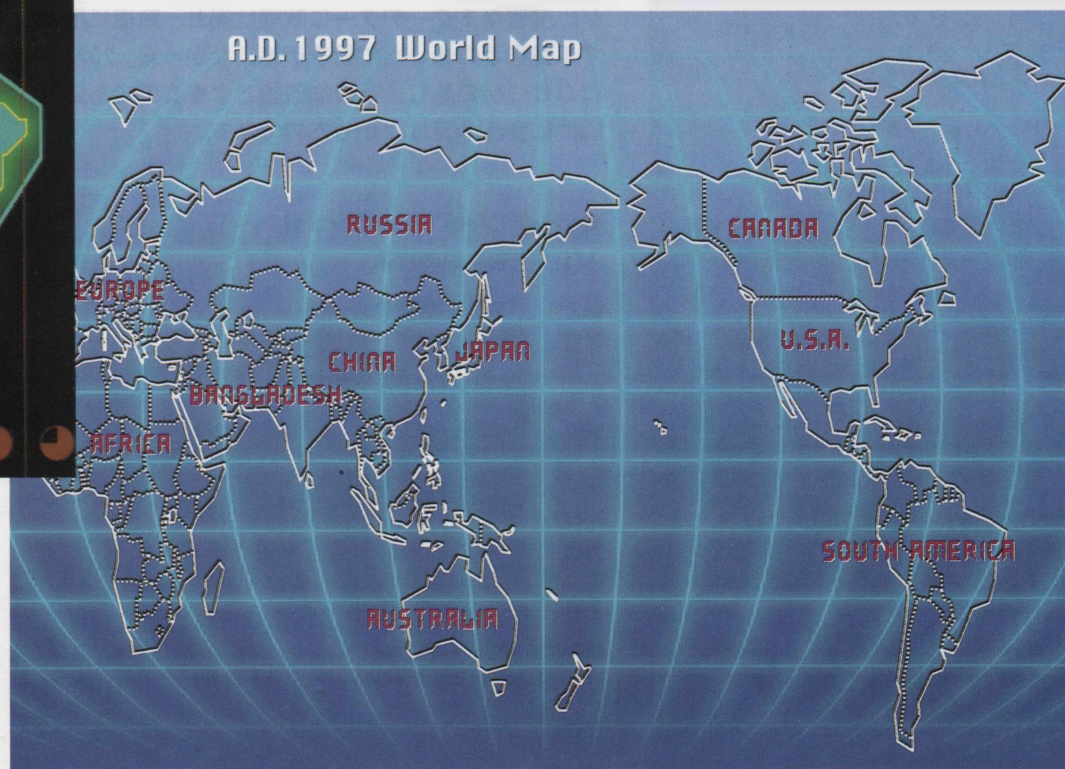 A.D. 1997 World Map
RUSSIA
CANADA
EUROPE
U.S.A.
JAPAN
CHINA
BANGLADESH
AFRICA
SOUTH AMERICA
AUSTRALIA